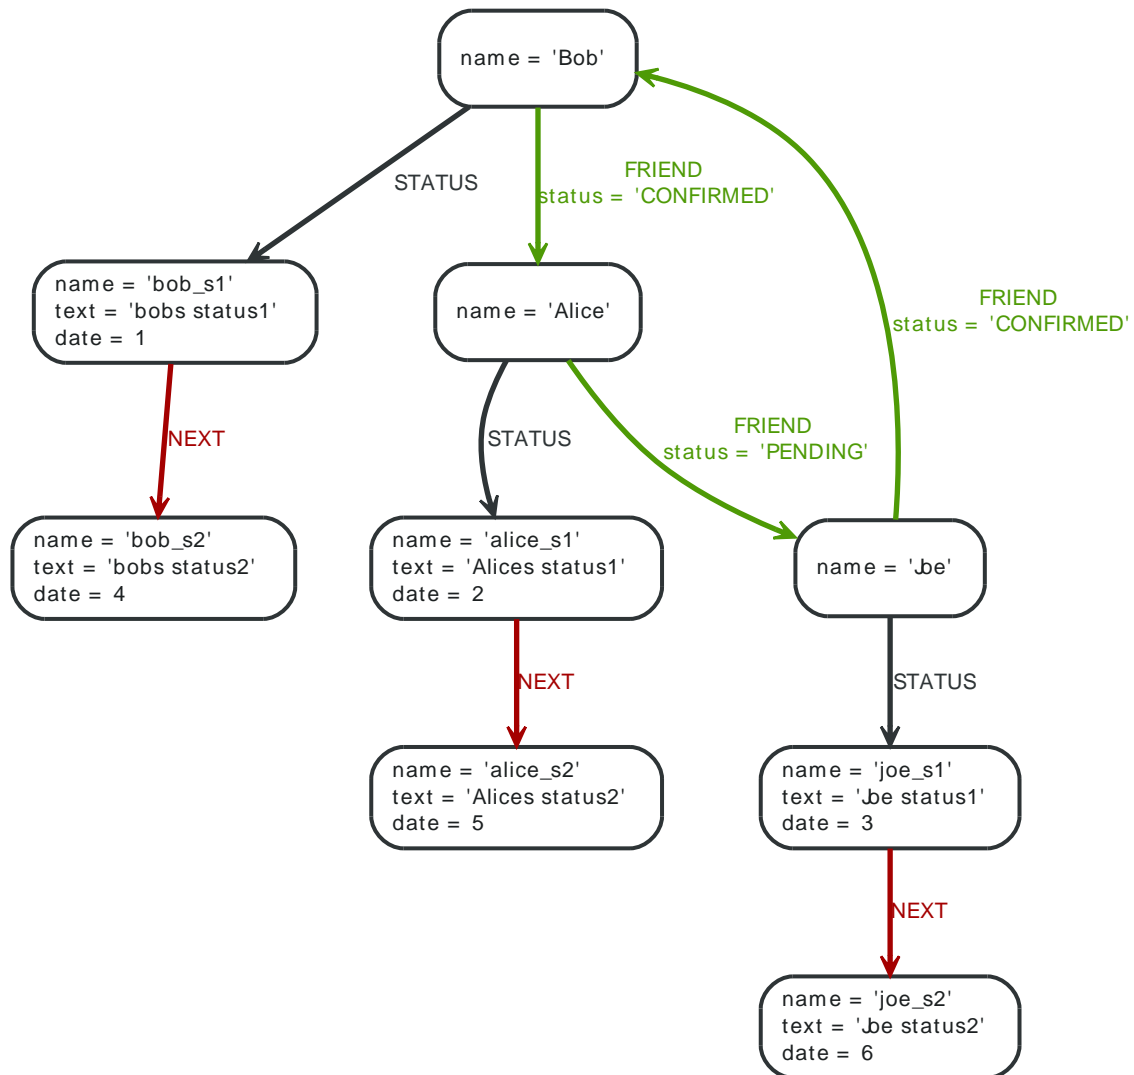 name = 'Bob'
STATUS
FRIEND
status = 'CONFIRMED'
name = 'bob_s1'
text = 'bobs status1'
date = 1
name = 'Alice'
FRIEND
status = 'CONFIRMED'
NEXT
STATUS
FRIEND
status = 'PENDING'
name = 'bob_s2'
text = 'bobs status2'
date = 4
name = 'alice_s1'
text = 'Alices status1'
date = 2
name = 'Joe'
NEXT
STATUS
name = 'alice_s2'
text = 'Alices status2'
date = 5
name = 'joe_s1'
text = 'Joe status1'
date = 3
NEXT
name = 'joe_s2'
text = 'Joe status2'
date = 6